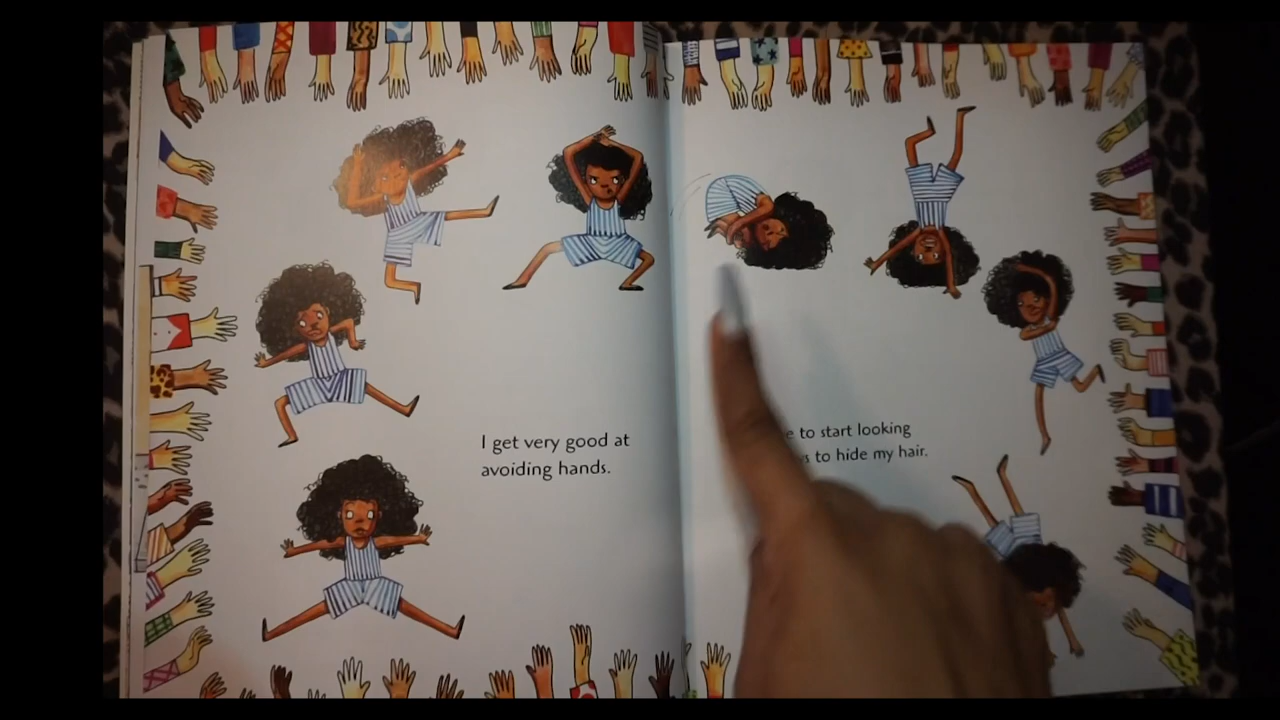 I get very good at
avoiding hands.
to start looking
to hide my hair.